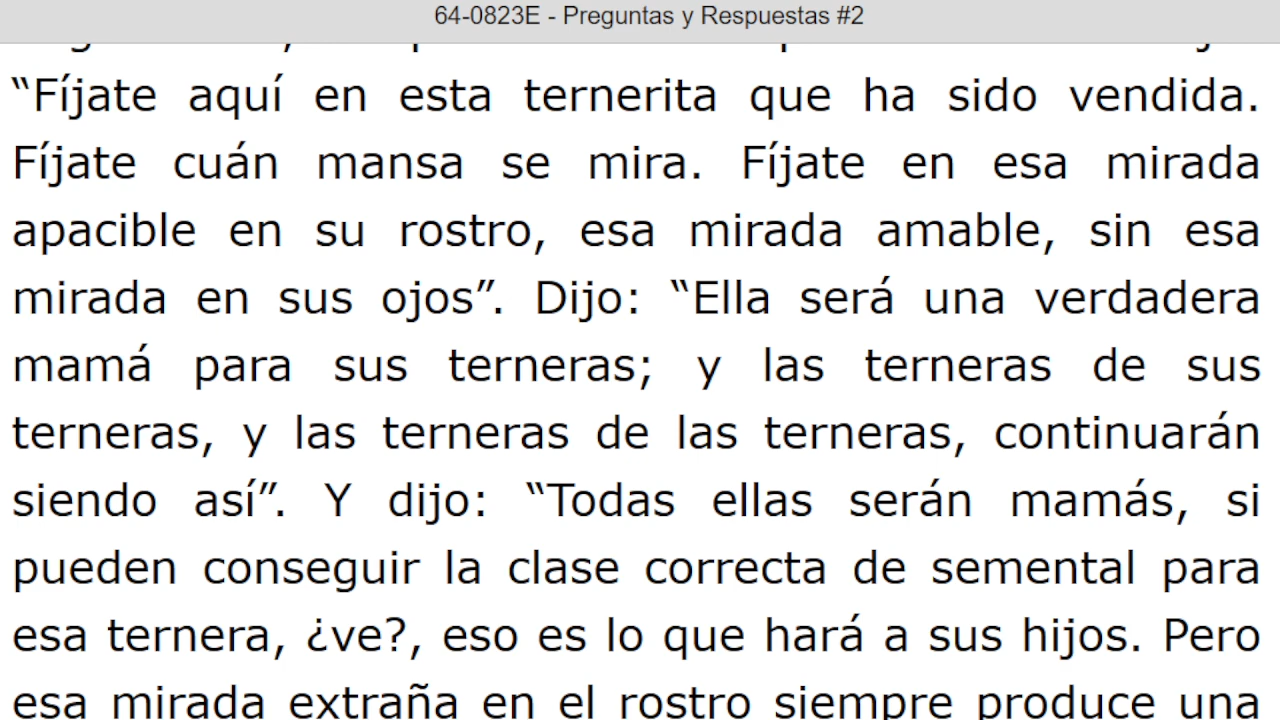 64-0823E - Preguntas y Respuestas #2
“Fíjate aquí en esta ternerita que ha sido vendida.
Fíjate cuán mansa se mira. Fíjate en esa mirada
apacible en su rostro, esa mirada amable, sin esa
mirada en sus ojos”. Dijo: “Ella será una verdadera
mamá para sus terneras; y las terneras de sus
terneras, y las terneras de las terneras, continuarán
siendo así”. Y dijo: “Todas ellas serán mamás, si
pueden conseguir la clase correcta de semental para
esa ternera, ¿ve?, eso es lo que hará a sus hijos. Pero
esa mirada extraña en el rostro siempre produce una